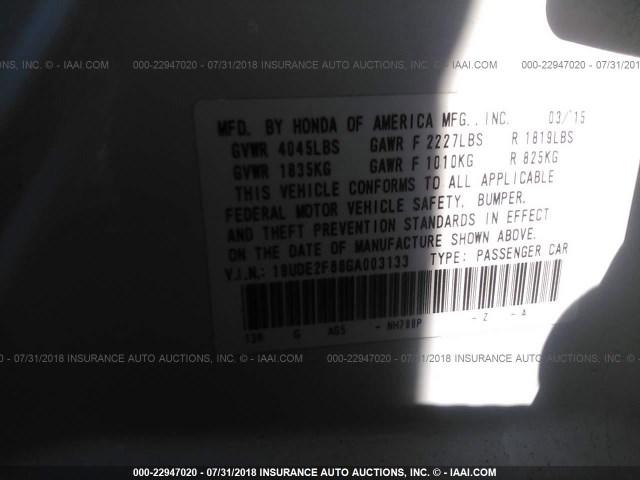 000-22947020 - 07/31/2018 INSURANCE AUTO AUCTIONS, INC. - © IAAI.COM
MFD. BY HONDA OF AMERICA MFG., INC. 03/15
GVWR 4045LBS GAWR F 2227LBS R 1819LBS
GVWR 1835KG GAWR F 1010KG R 825KG
THIS VEHICLE CONFORMS TO ALL APPLICABLE
FEDERAL MOTOR VEHICLE SAFETY, BUMPER,
AND THEFT PREVENTION STANDARDS IN EFFECT
ON THE DATE OF MANUFACTURE SHOWN ABOVE.
V.I.N.: TYPE: PASSENGER CAR
G - Z - A
000-22947020 - 07/31/2018 INSURANCE AUTO AUCTIONS, INC. - © IAAI.COM
000-22947020 - 07/31/2018 INSURANCE AUTO AUCTIONS, INC. - © IAAI.COM